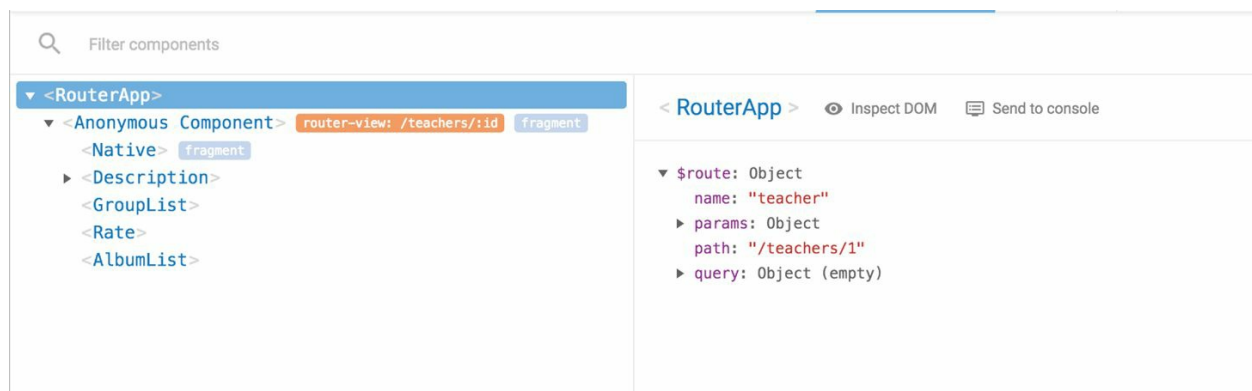 Filter components
<RouterApp>
<Anonymous Component> router-view: /teachers/:id fragment
<Native> fragment
<Description>
<GroupList>
<Rate>
<AlbumList>
< RouterApp > Inspect DOM Send to console
$route: Object
name: "teacher"
params: Object
path: "/teachers/1"
query: Object (empty)